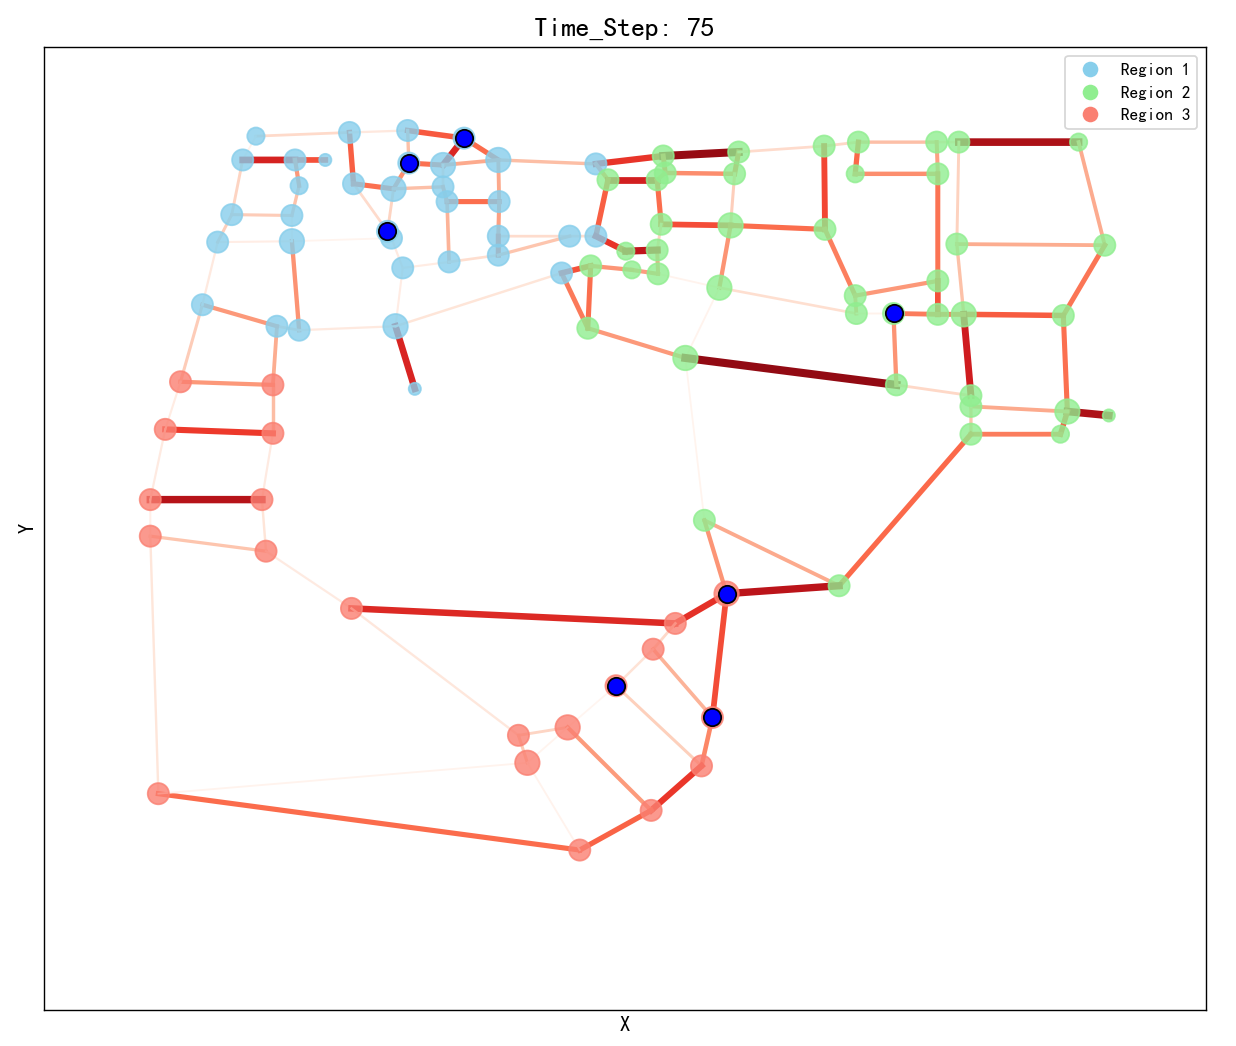 Time_Step: 75
Region 1
Region 2
Region 3
Y
X